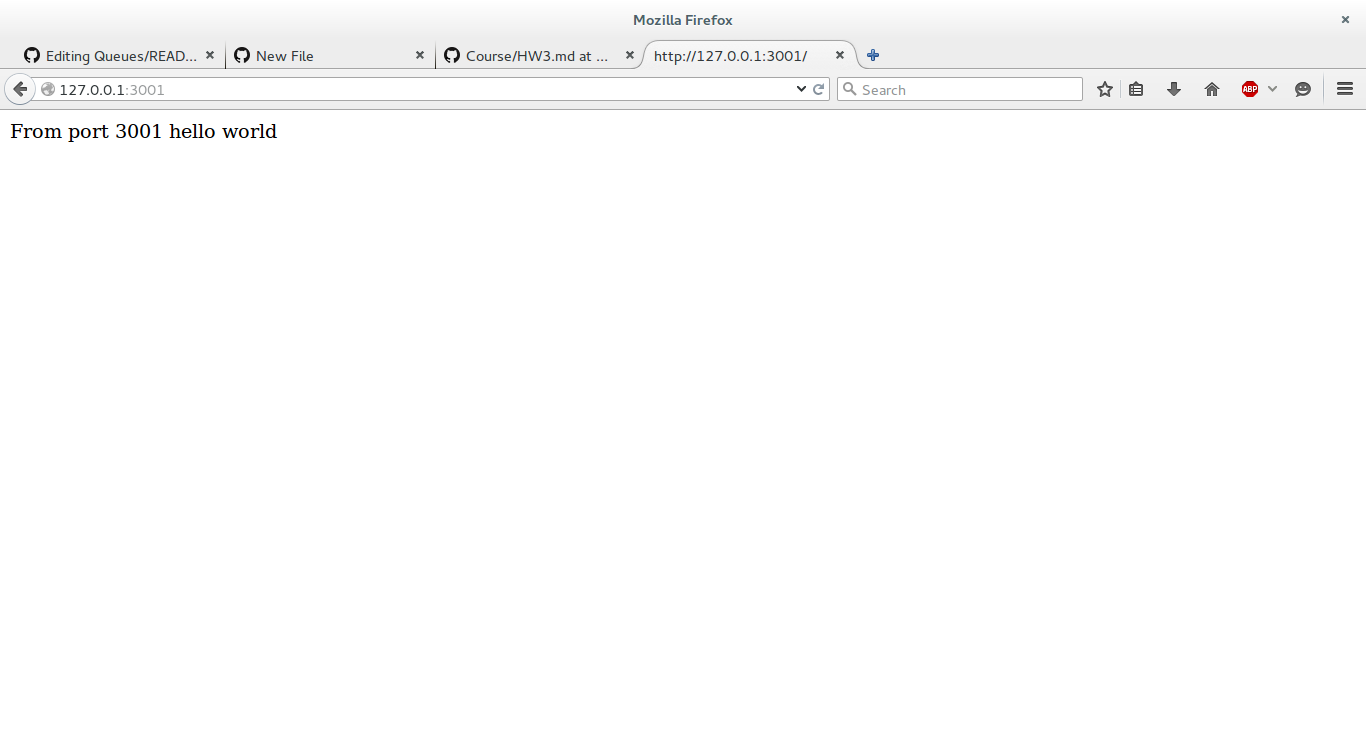 Mozilla Firefox
Editing Queues/READ...
New File
Course/HW3.md at ...
http://127.0.0.1:3001/
127.0.0.1:3001
Search
ABP
From port 3001 hello world